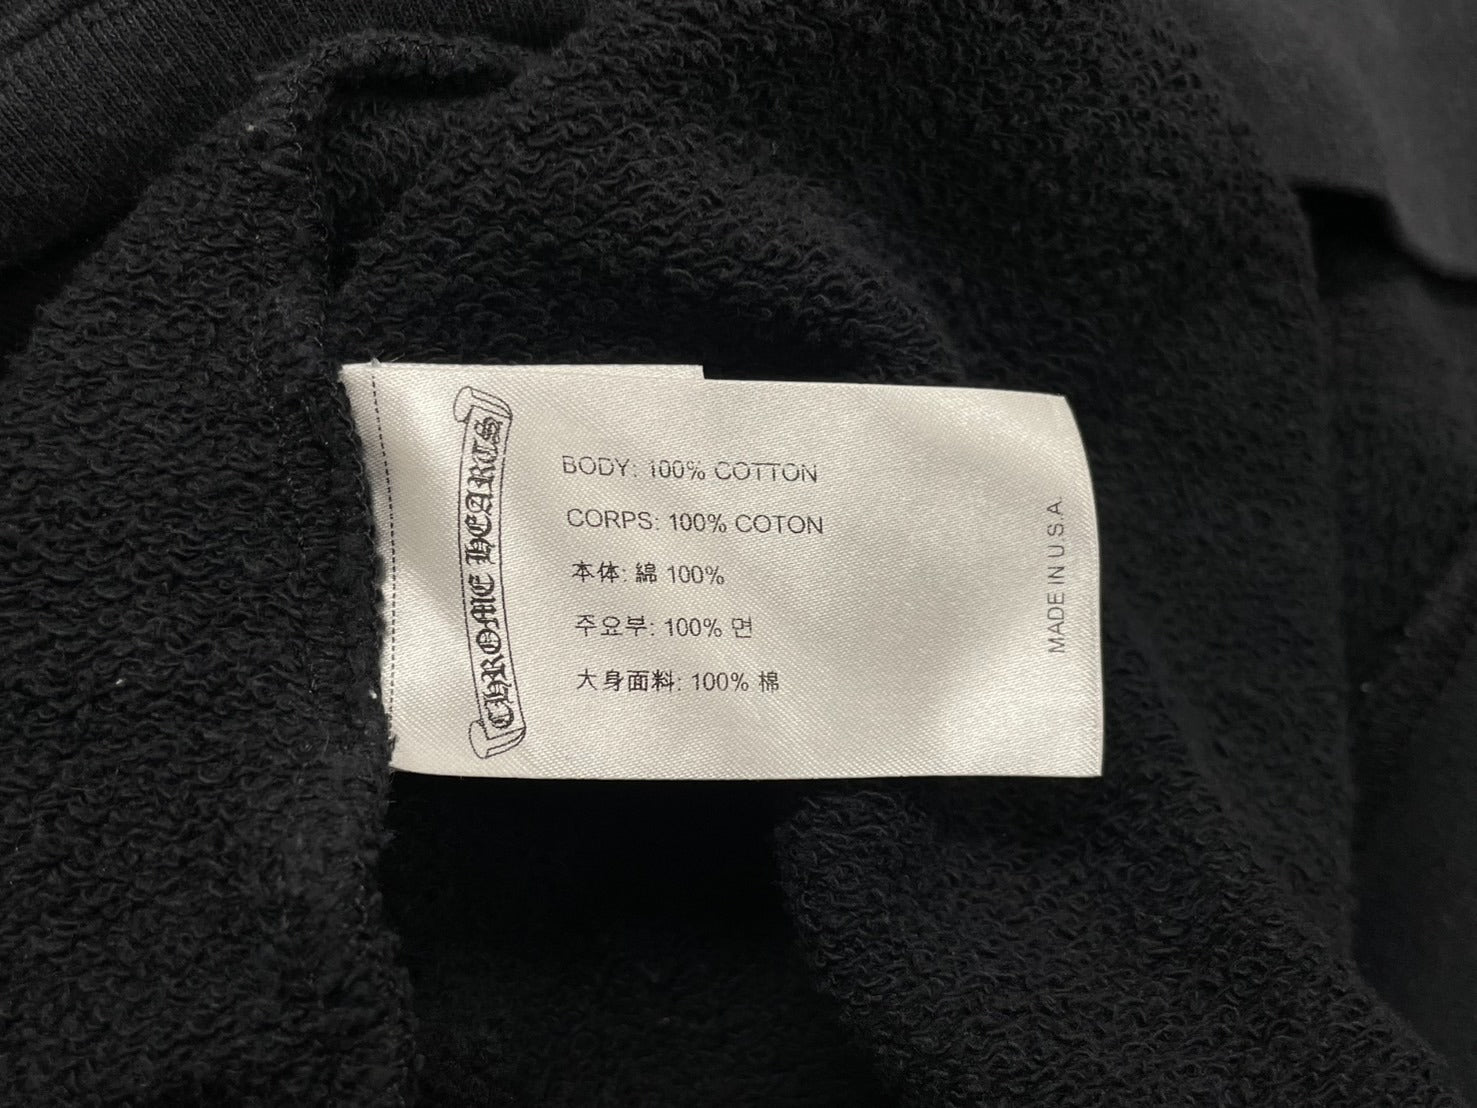 CHROME HEARTS
BODY: 100% COTTON
CORPS: 100% COTON
本体: 綿 100%
주요부: 100% 면
大身面料: 100% 棉
MADE IN U.S.A.